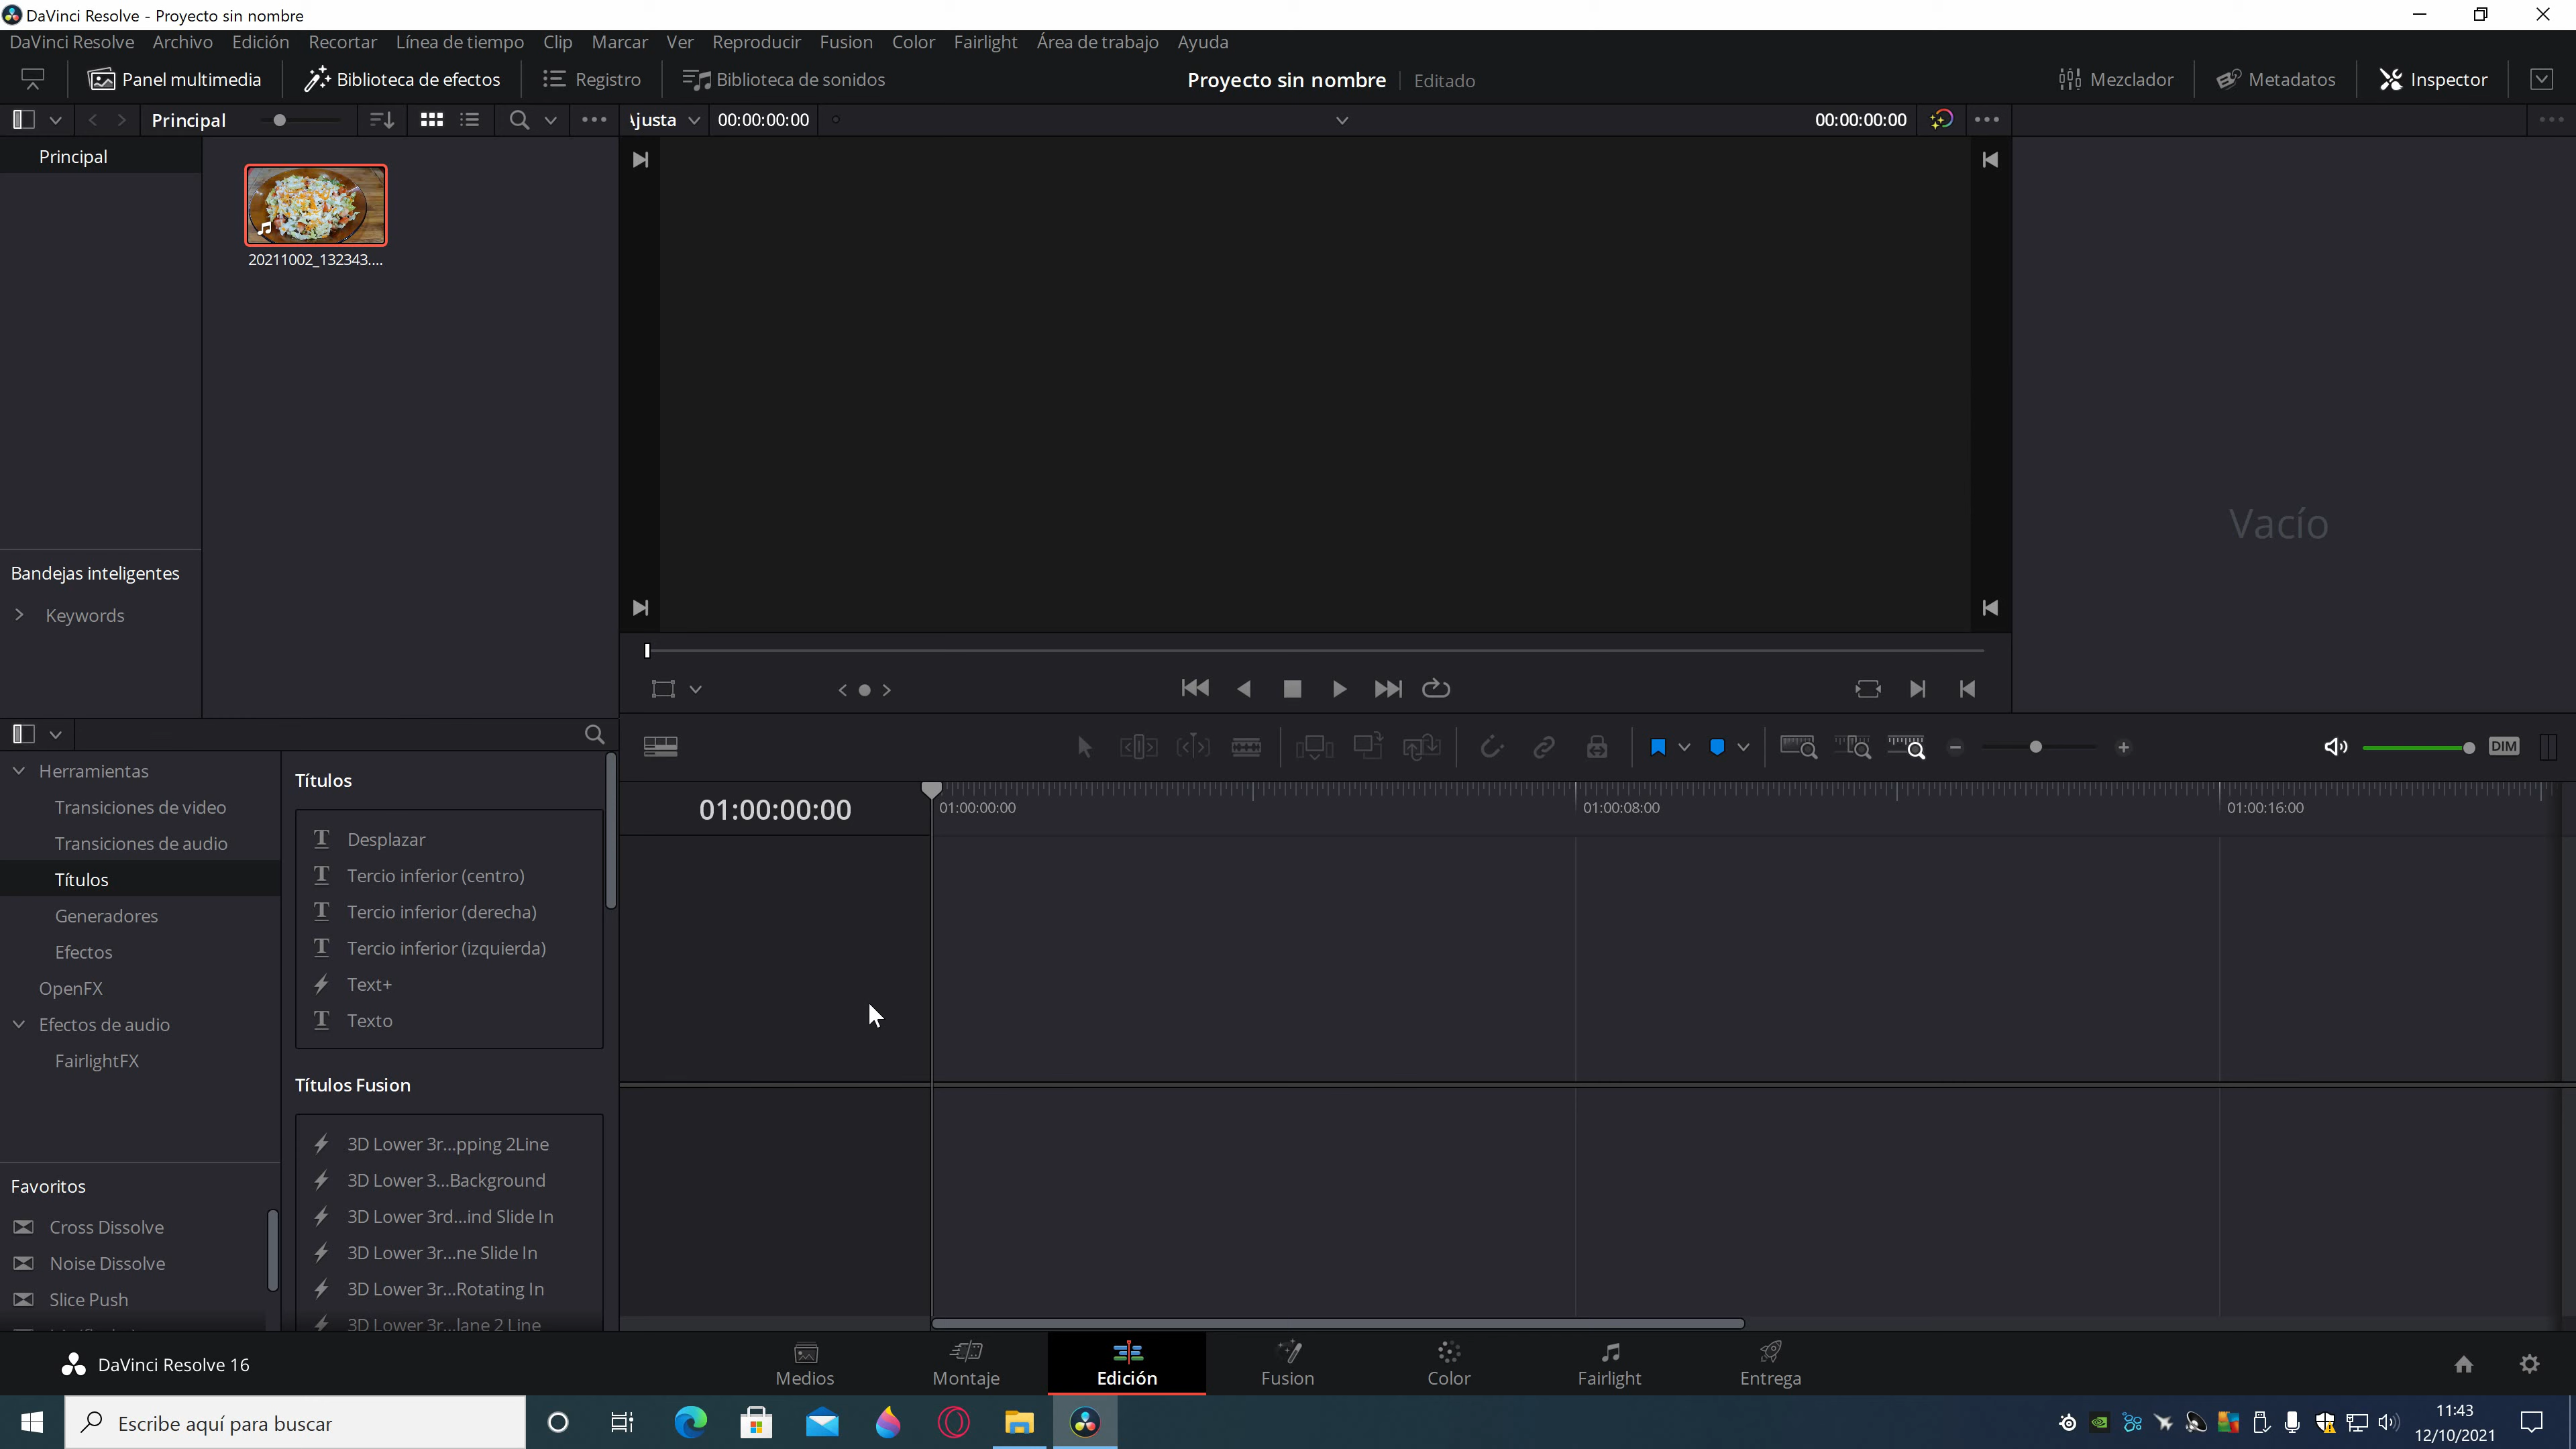 DaVinci Resolve - Proyecto sin nombre
DaVinci Resolve Archivo Edición Recortar Línea de tiempo Clip Marcar Ver Reproducir Fusion Color Fairlight Área de trabajo Ayuda
Panel multimedia Biblioteca de efectos Registro Biblioteca de sonidos Proyecto sin nombre Editado Mezclador Metadatos Inspector
Principal Ajusta 00:00:00:00 00:00:00:00
Principal
20211002_132343....
Vacío
Bandejas inteligentes
Keywords
DIM
Herramientas
Transiciones de video
Transiciones de audio
Títulos
Generadores
Efectos
OpenFX
Efectos de audio
FairlightFX
Favoritos
Cross Dissolve
Noise Dissolve
Slice Push
Títulos
Desplazar
Tercio inferior (centro)
Tercio inferior (derecha)
Tercio inferior (izquierda)
Text+
Texto
Títulos Fusion
3D Lower 3r...pping 2Line
3D Lower 3...Background
3D Lower 3rd...ind Slide In
3D Lower 3r...ne Slide In
3D Lower 3r...Rotating In
3D Lower 3r...lane 2 Line
01:00:00:00
01:00:00:00 01:00:08:00 01:00:16:00
DaVinci Resolve 16
Medios Montaje Edición Fusion Color Fairlight Entrega
Escribe aquí para buscar
11:43
12/10/2021